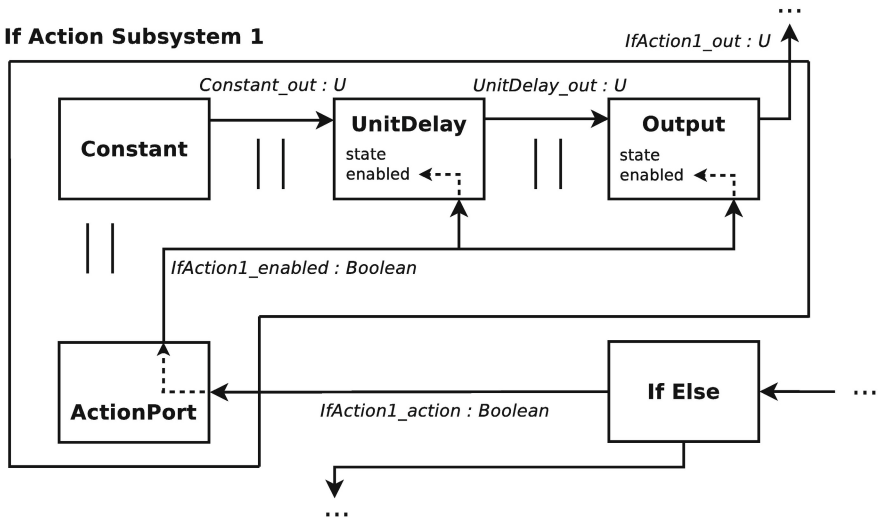 ...
If Action Subsystem 1
IfAction1_out : U
Constant_out : U
UnitDelay_out : U
Constant
UnitDelay
state
enabled
Output
state
enabled
IfAction1_enabled : Boolean
ActionPort
IfAction1_action : Boolean
If Else
...
...